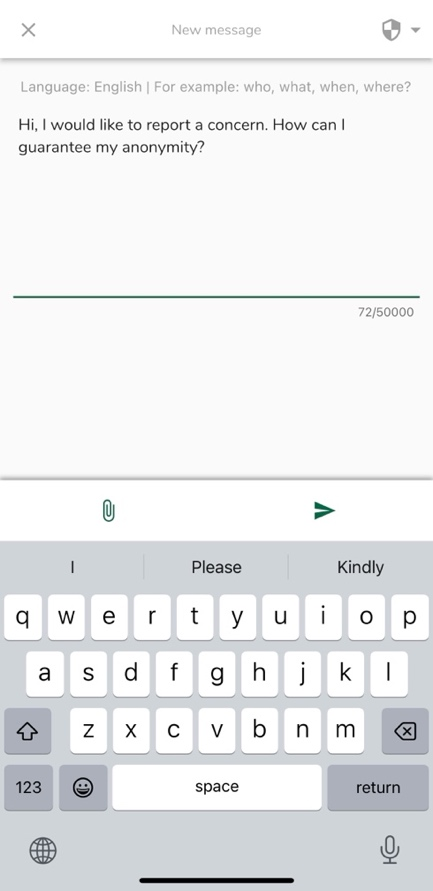 New message
Language: English | For example: who, what, when, where?
Hi, I would like to report a concern. How can I
guarantee my anonymity?
72/50000
I Please Kindly
q w e r t y u i o p
a s d f g h j k l
z x c v b n m
123 space return